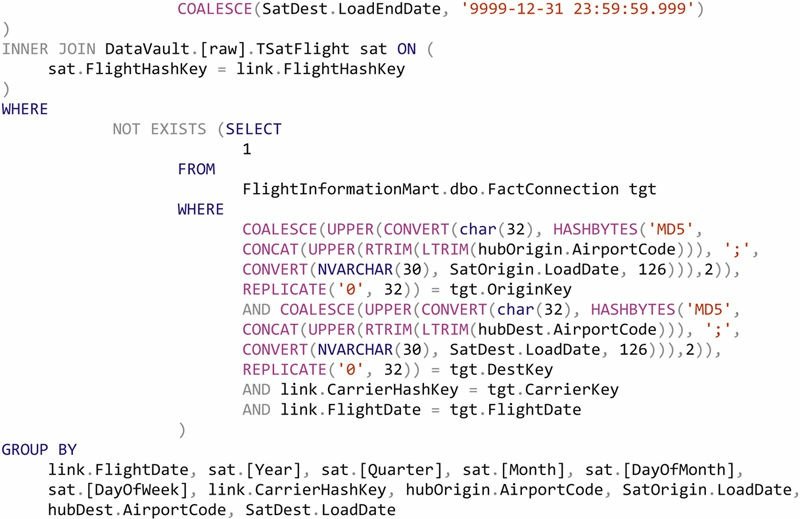 COALESCE(SatDest.LoadEndDate, '9999-12-31 23:59:59.999')
)
INNER JOIN DataVault.[raw].TSatFlight sat ON (
sat.FlightHashKey = link.FlightHashKey
)
WHERE
NOT EXISTS (SELECT
1
FROM
FlightInformationMart.dbo.FactConnection tgt
WHERE
COALESCE(UPPER(CONVERT(char(32), HASHBYTES('MD5',
CONCAT(UPPER(RTRIM(LTRIM(hubOrigin.AirportCode))), ';',
CONVERT(NVARCHAR(30), SatOrigin.LoadDate, 126))),2)),
REPLICATE('0', 32)) = tgt.OriginKey
AND COALESCE(UPPER(CONVERT(char(32), HASHBYTES('MD5',
CONCAT(UPPER(RTRIM(LTRIM(hubDest.AirportCode))), ';',
CONVERT(NVARCHAR(30), SatDest.LoadDate, 126))),2)),
REPLICATE('0', 32)) = tgt.DestKey
AND link.CarrierHashKey = tgt.CarrierKey
AND link.FlightDate = tgt.FlightDate
)
GROUP BY
link.FlightDate, sat.[Year], sat.[Quarter], sat.[Month], sat.[DayOfMonth],
sat.[DayOfWeek], link.CarrierHashKey, hubOrigin.AirportCode, SatOrigin.LoadDate,
hubDest.AirportCode, SatDest.LoadDate